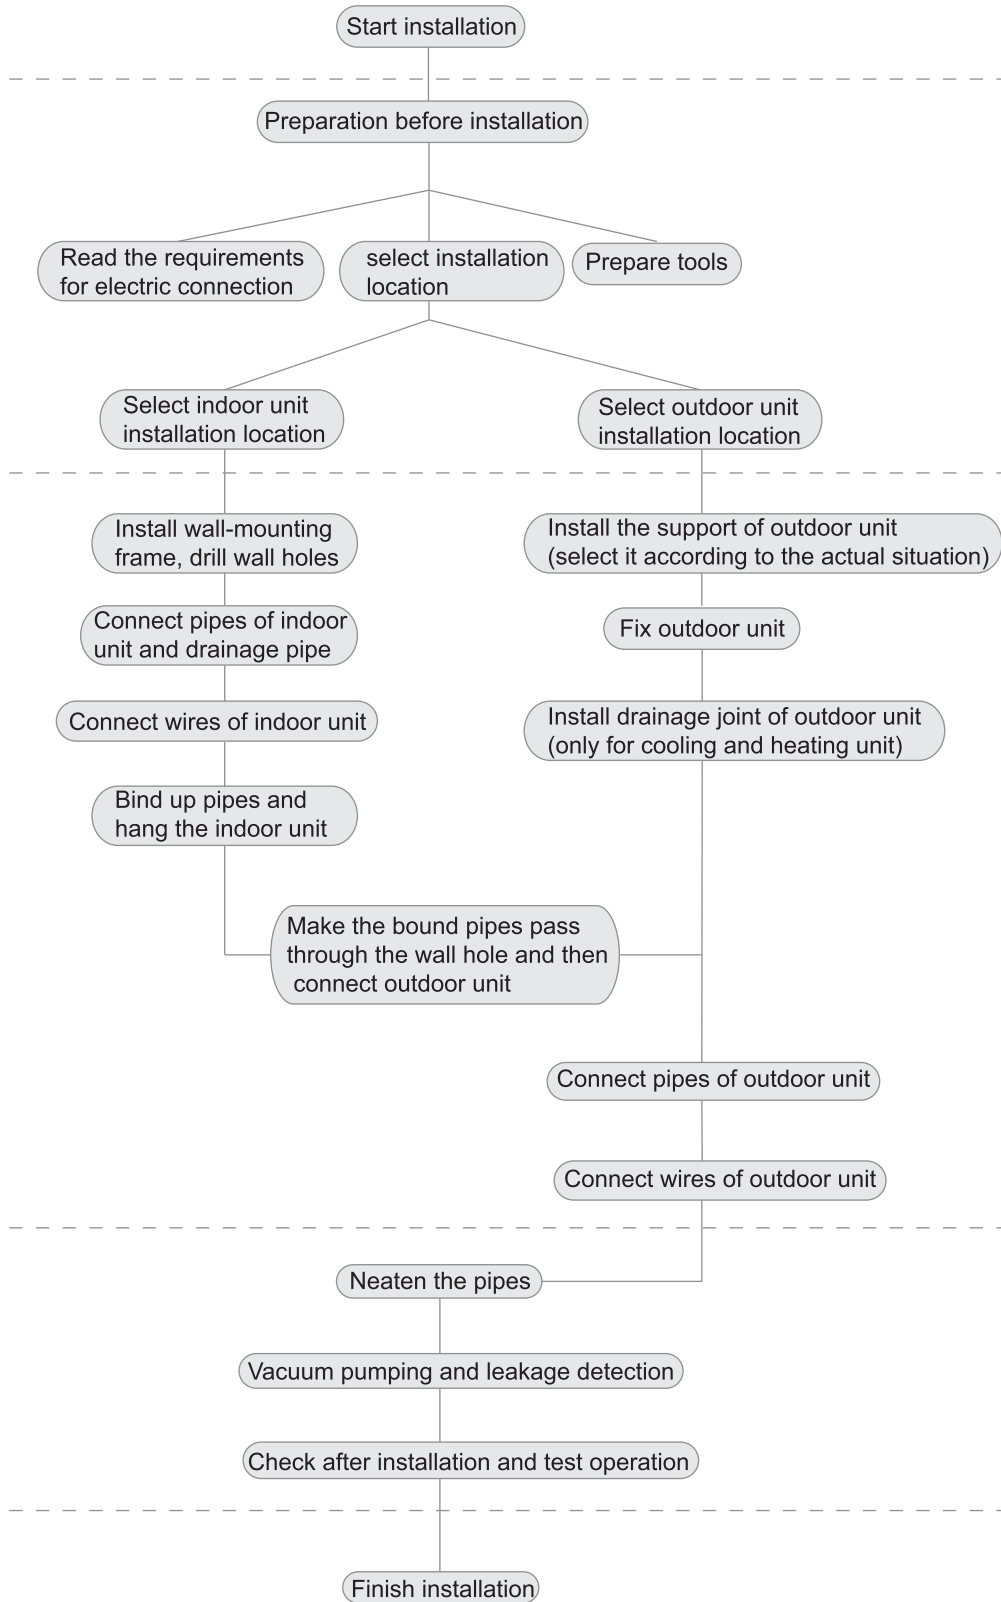 Start installation
Preparation before installation
Read the requirements
for electric connection
select installation
location
Prepare tools
Select indoor unit
installation location
Select outdoor unit
installation location
Install wall-mounting
frame, drill wall holes
Install the support of outdoor unit
(select it according to the actual situation)
Connect pipes of indoor
unit and drainage pipe
Fix outdoor unit
Connect wires of indoor unit
Install drainage joint of outdoor unit
(only for cooling and heating unit)
Bind up pipes and
hang the indoor unit
Make the bound pipes pass
through the wall hole and then
connect outdoor unit
Connect pipes of outdoor unit
Connect wires of outdoor unit
Neaten the pipes
Vacuum pumping and leakage detection
Check after installation and test operation
Finish installation